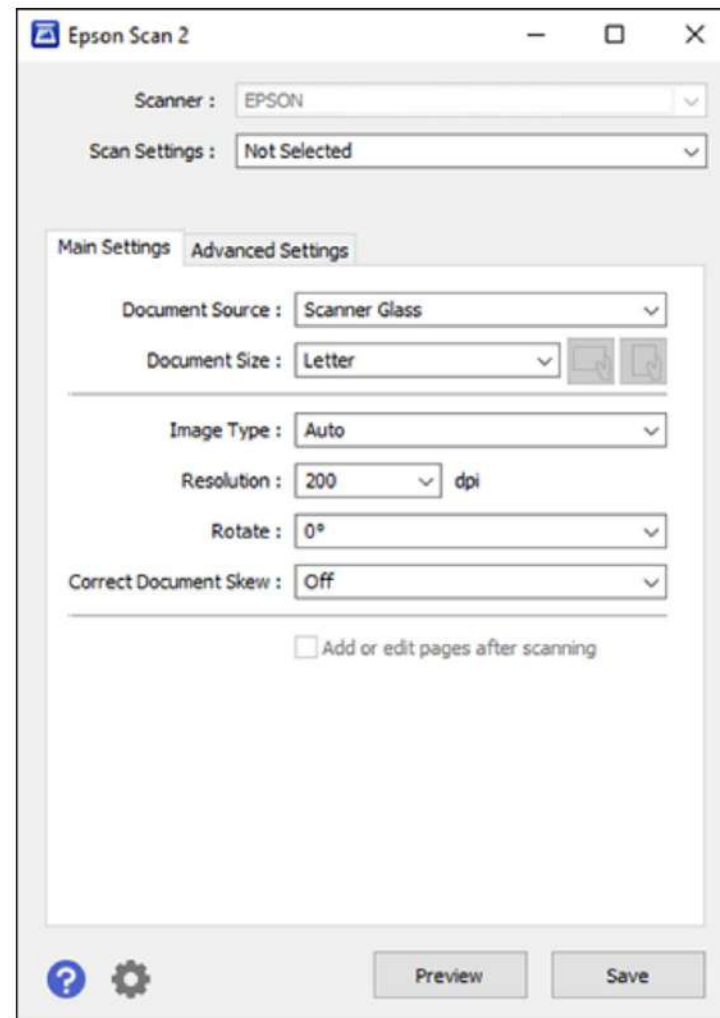 Epson Scan 2
Scanner : EPSON
Scan Settings : Not Selected
Main Settings Advanced Settings
Document Source : Scanner Glass
Document Size : Letter
Image Type : Auto
Resolution : 200 dpi
Rotate : 0°
Correct Document Skew : Off
Add or edit pages after scanning
? Preview Save